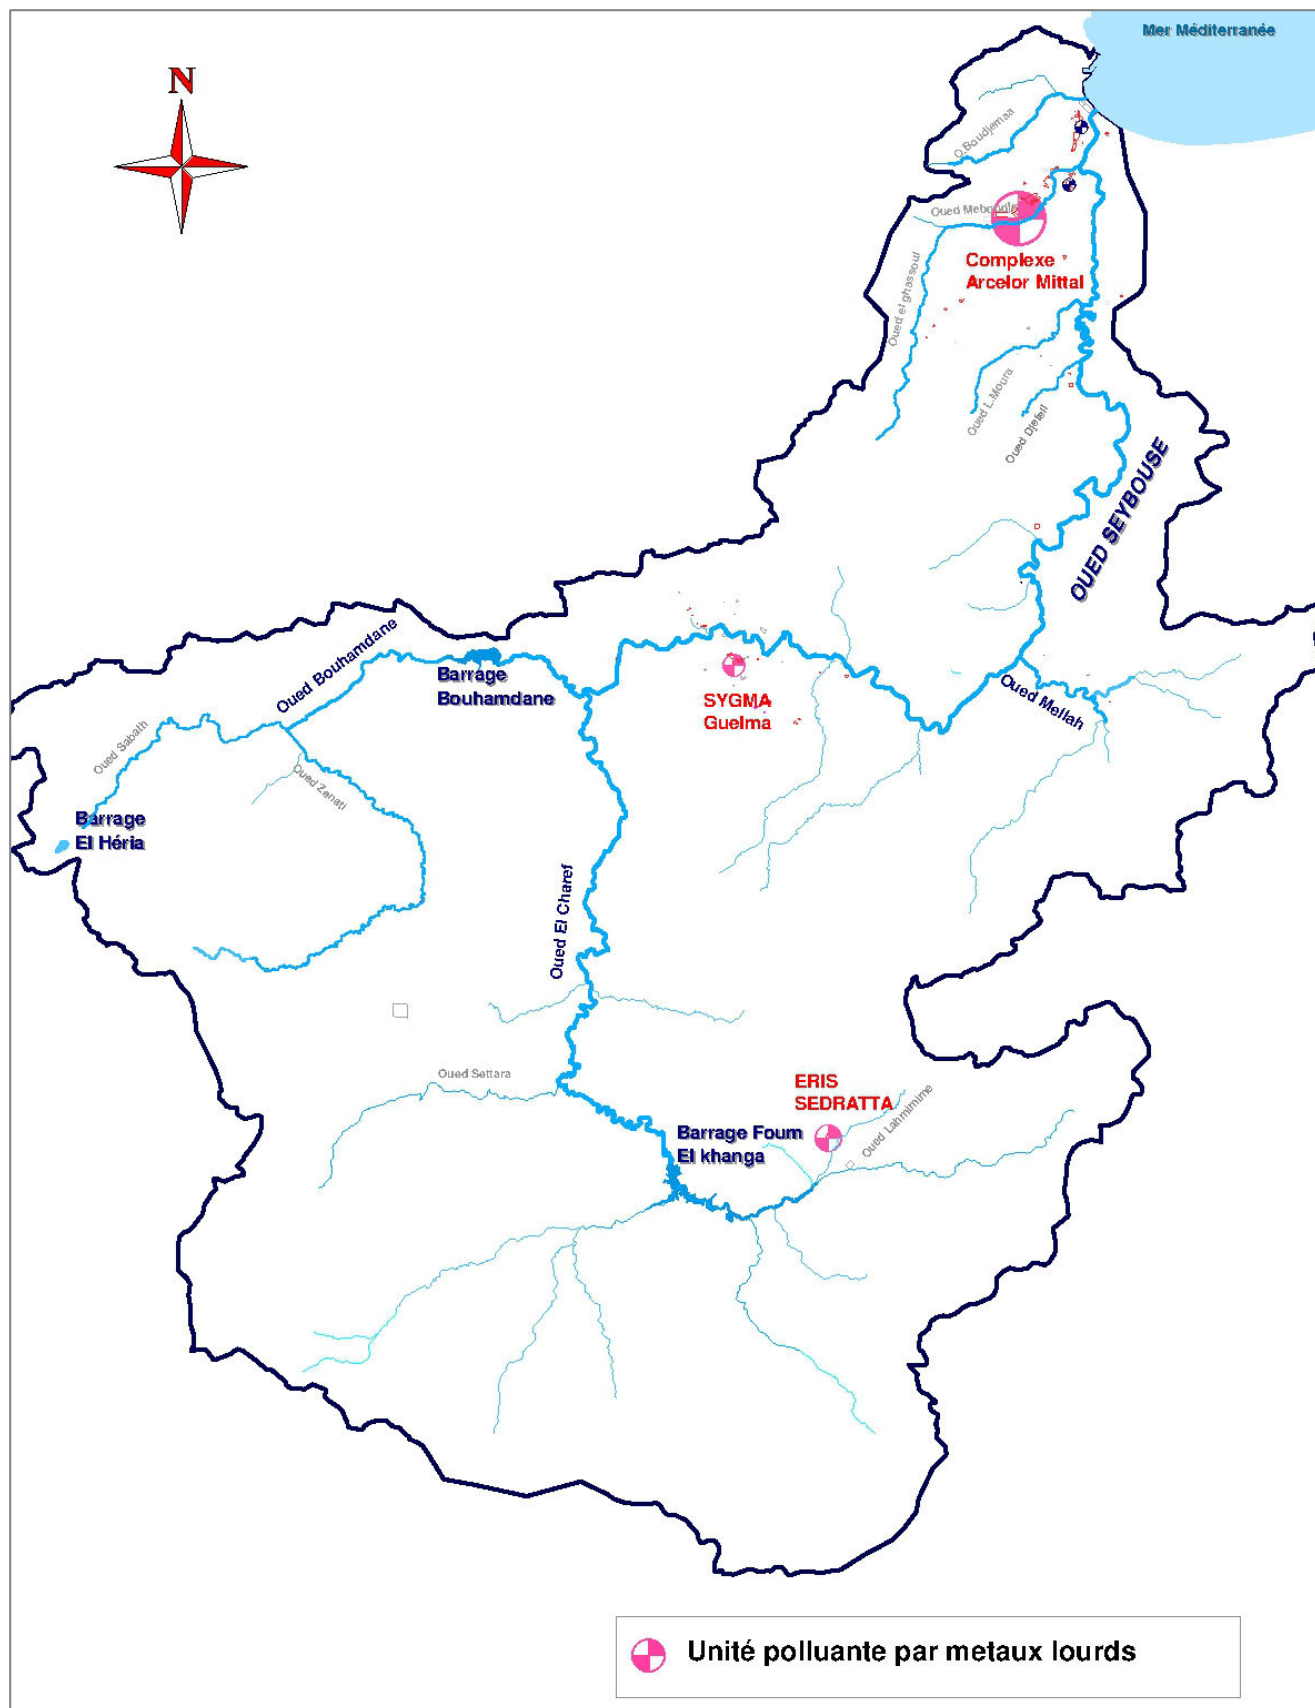 Mer Méditerranée
N
O.Boudjemaa
Complexe
Arcelor Mittal
Oued
Oued el ghassoul
Oued L.Moura
Oued
OUED SEYBOUSE
Oued Bouhamdane
Barrage
Bouhamdane
SYGMA
Guelma
Oued Mellah
Oued Sabath
Oued Zenati
Barrage
El Héria
Oued El Charef
Oued Settara
ERIS
SEDRATTA
Barrage Foum
El khanga
Oued Lahmimine
Unité polluante par metaux lourds